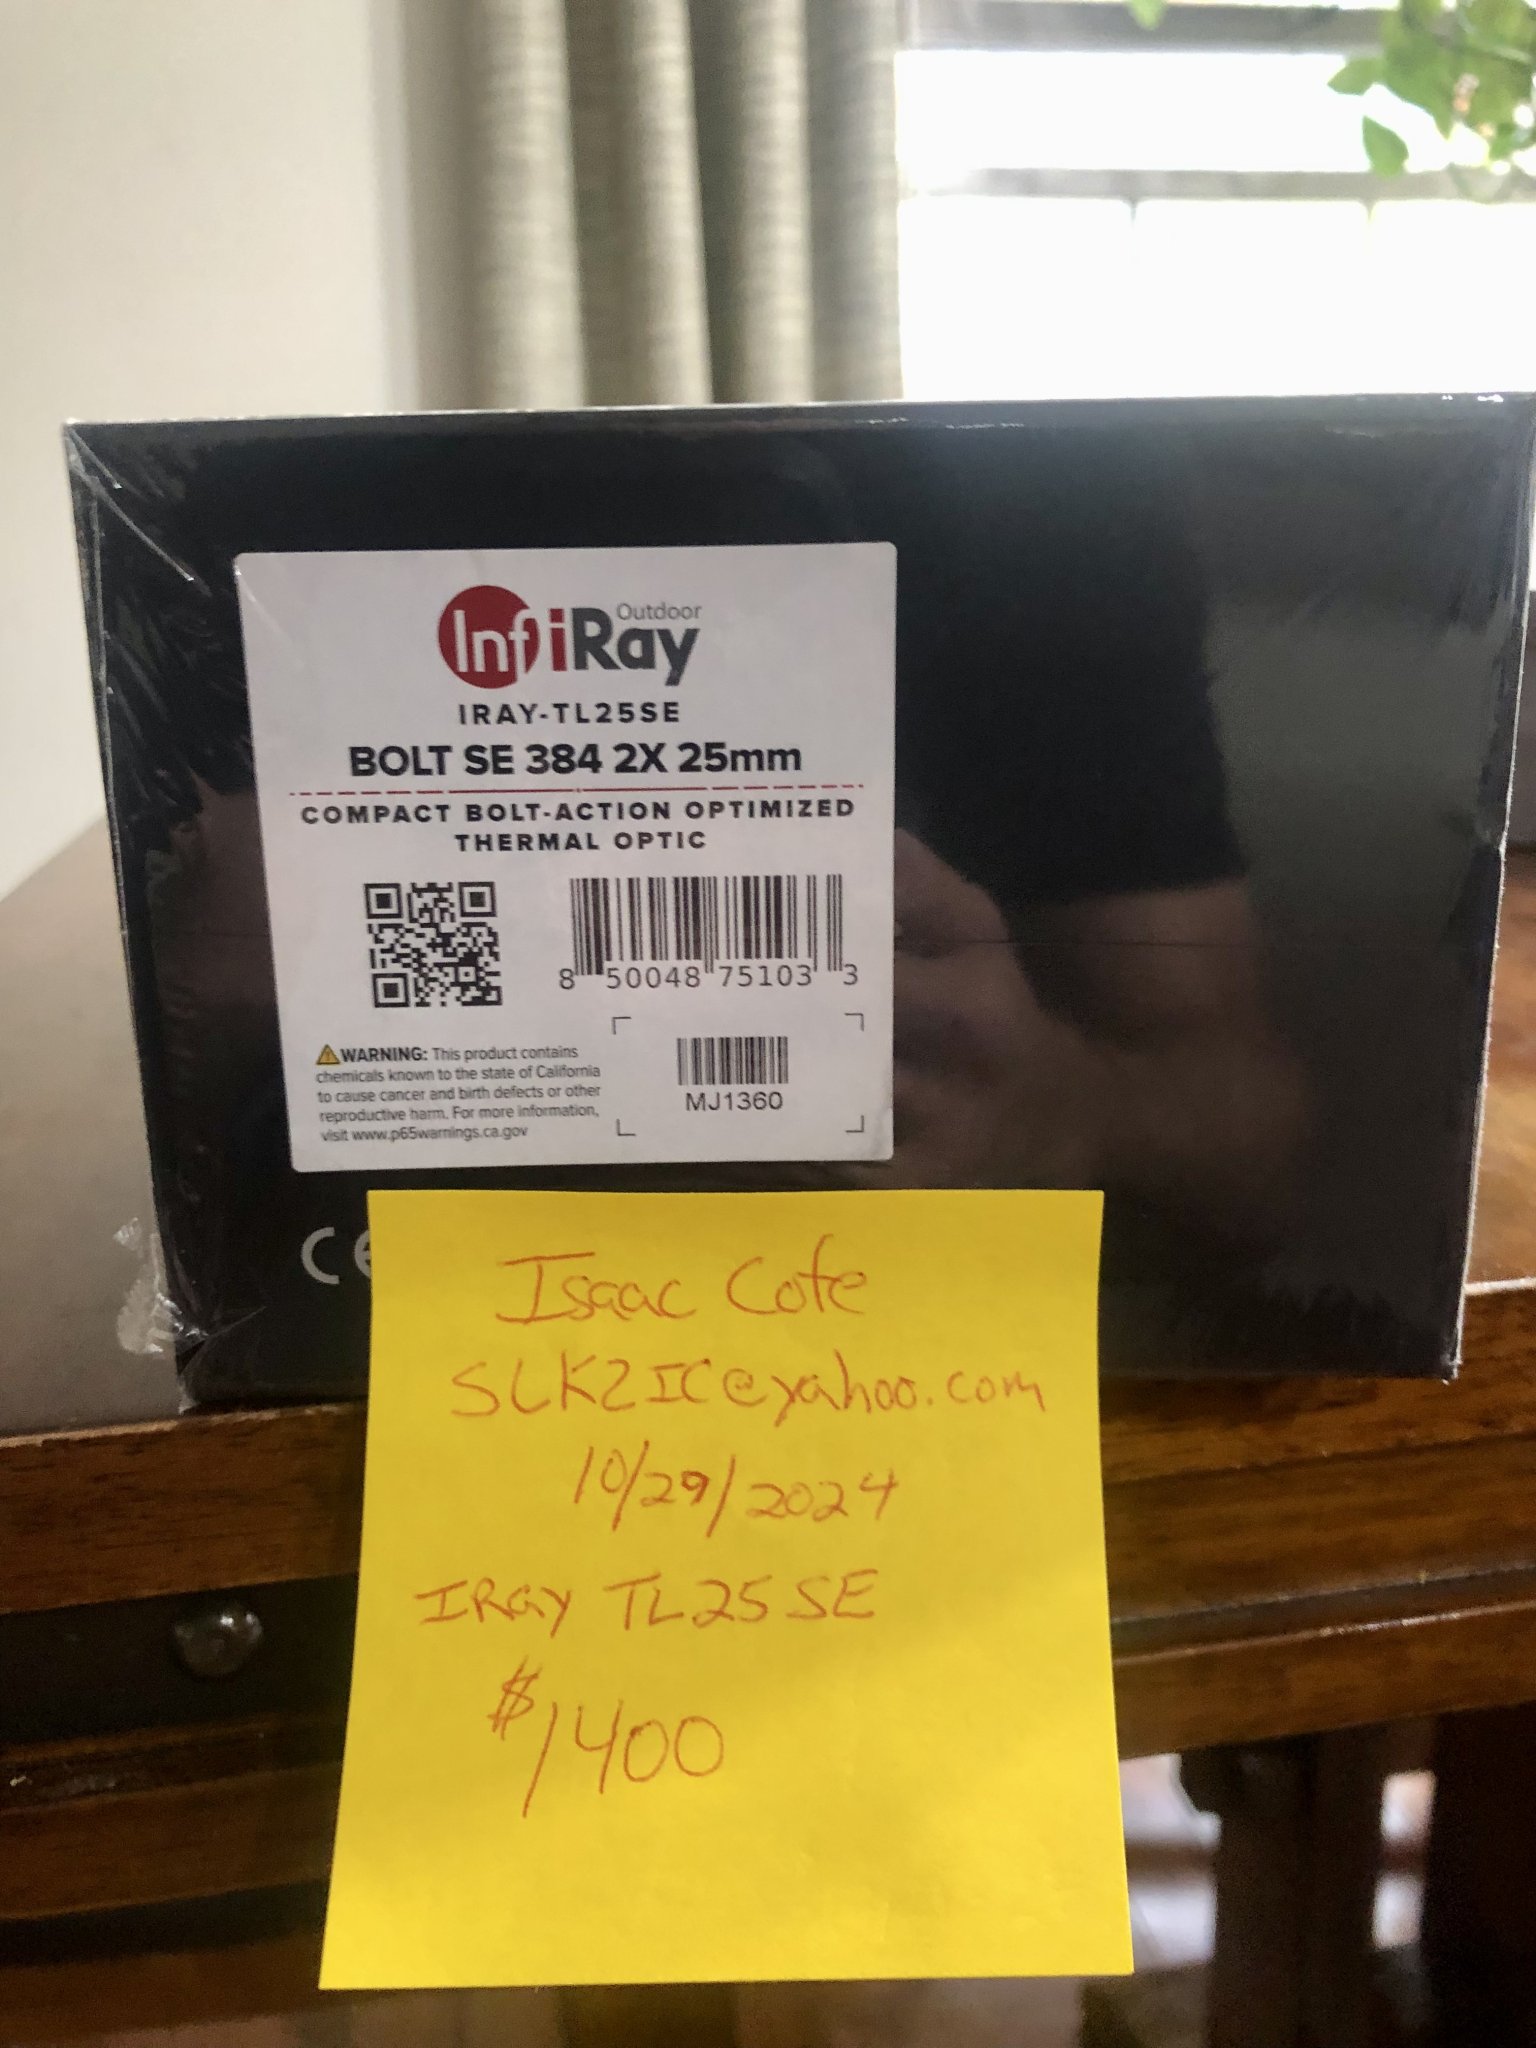 InfiRay Outdoor
IRAY-TL25SE
BOLT SE 384 2X 25mm
COMPACT BOLT-ACTION OPTIMIZED
THERMAL OPTIC
8 50048 75103 3
WARNING: This product contains
chemicals known to the state of California
to cause cancer and birth defects or other
reproductive harm. For more information,
visit www.p65warnings.ca.gov
MJ1360
CE
Isaac Cote
SLK2IC@yahoo.com
10/29/2024
IRay TL25SE
$1400